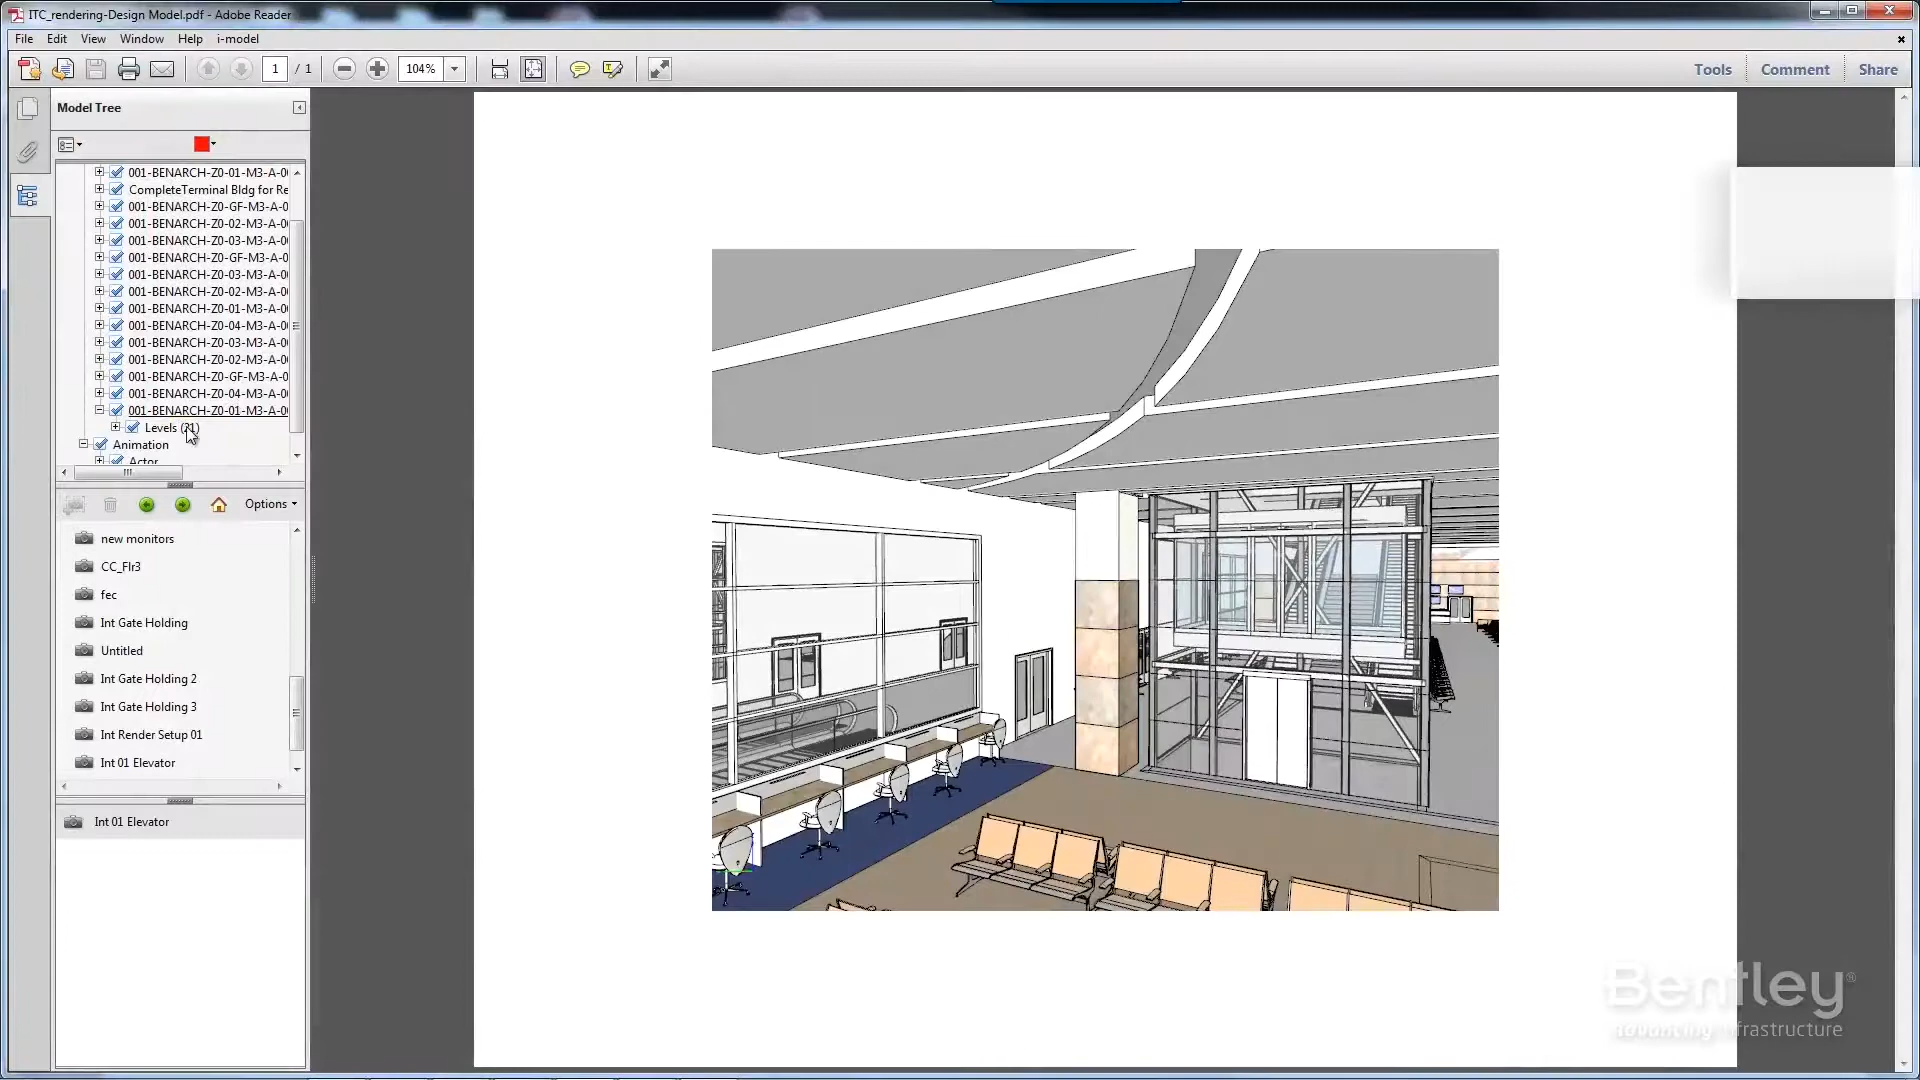 ITC_rendering-Design Model.pdf - Adobe Reader
File Edit View Window Help i-model
1 / 1 104% Tools Comment Share
Model Tree
001-BENARCH-Z0-01-M3-A-0
CompleteTerminal Bldg for Re
001-BENARCH-Z0-GF-M3-A-0
001-BENARCH-Z0-02-M3-A-0
001-BENARCH-Z0-03-M3-A-0
001-BENARCH-Z0-GF-M3-A-0
001-BENARCH-Z0-03-M3-A-0
001-BENARCH-Z0-02-M3-A-0
001-BENARCH-Z0-01-M3-A-0
001-BENARCH-Z0-04-M3-A-0
001-BENARCH-Z0-03-M3-A-0
001-BENARCH-Z0-02-M3-A-0
001-BENARCH-Z0-GF-M3-A-0
001-BENARCH-Z0-04-M3-A-0
001-BENARCH-Z0-01-M3-A-0
Levels
Animation
Actor
Options
new monitors
CC_Flr3
fec
Int Gate Holding
Untitled
Int Gate Holding 2
Int Gate Holding 3
Int Render Setup 01
Int 01 Elevator
Int 01 Elevator
Bentley®
advancing infrastructure